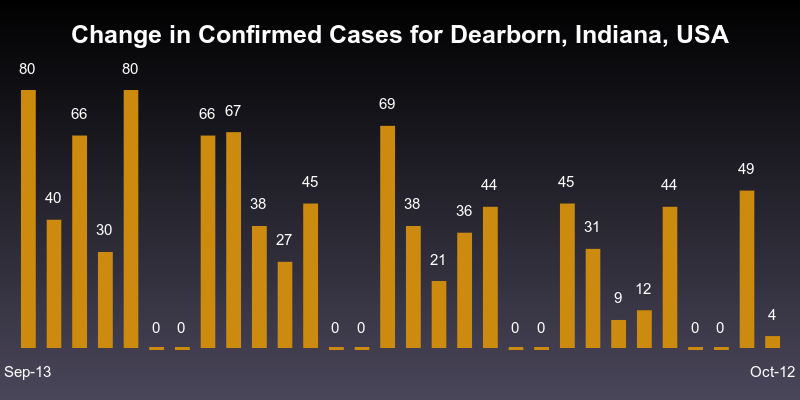 Change in Confirmed Cases for Dearborn, Indiana, USA
80 40 66 30 80 0 0 66 67 38 27 45 0 0 69 38 21 36 44 0 0 45 31 9 12 44 0 0 49 4
Sep-13 Oct-12